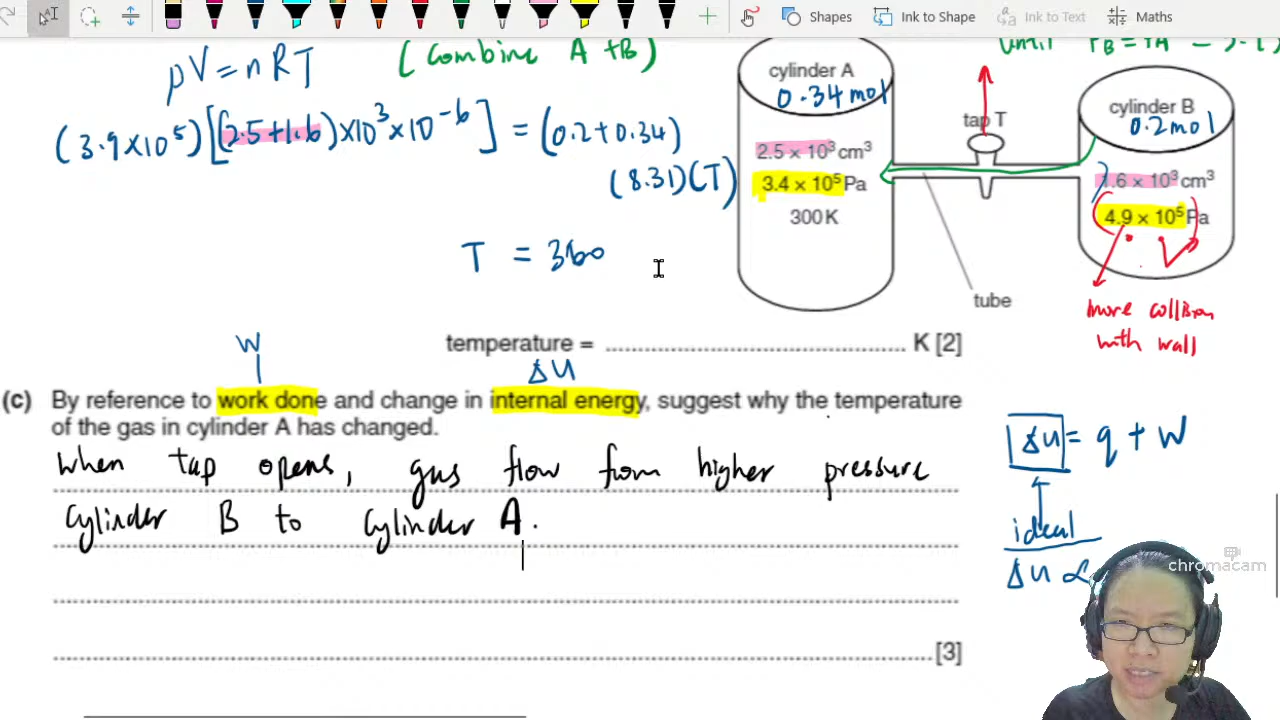 Shapes
Ink to Shape
Ink to Text
Maths
pV = nRT
(Combine A + B)
(3.9×10⁵)[(2.5+1.6)×10³×10⁻⁶] = (0.2+0.34)
(8.31)(T)
T = 360
cylinder A
0.34 mol
2.5 × 10³ cm³
3.4 × 10⁵ Pa
300 K
tap T
cylinder B
0.2 mol
1.6 × 10³ cm³
4.9 × 10⁵ Pa
tube
more collision
with wall
temperature = ................................................ K [2]
W
ΔU
(c) By reference to work done and change in internal energy, suggest why the temperature
of the gas in cylinder A has changed.
When tap opens, gas flow from higher pressure
cylinder B to cylinder A.
[3]
ΔU = q + W
ideal
ΔU ∝
chromacam